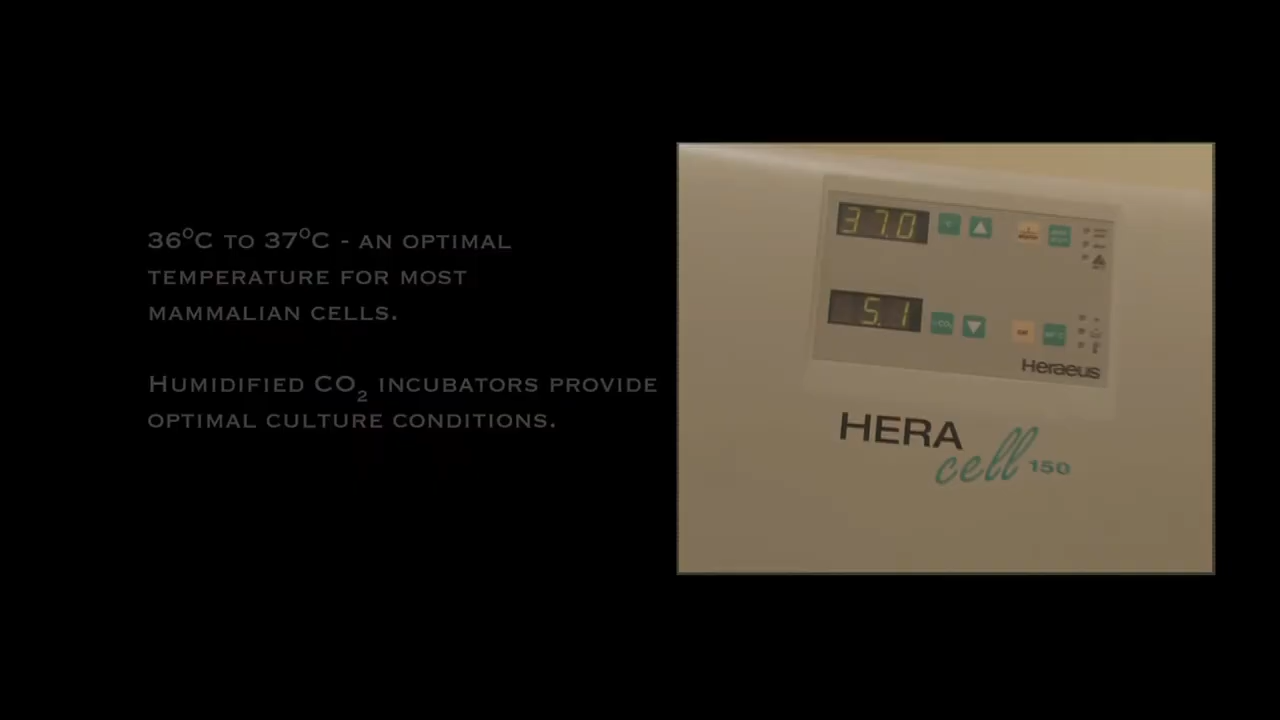 36°C to 37°C - an optimal
temperature for most
mammalian cells.
Humidified CO₂ incubators provide
optimal culture conditions.
37.0
5.1
Heraeus
HERA
cell 150